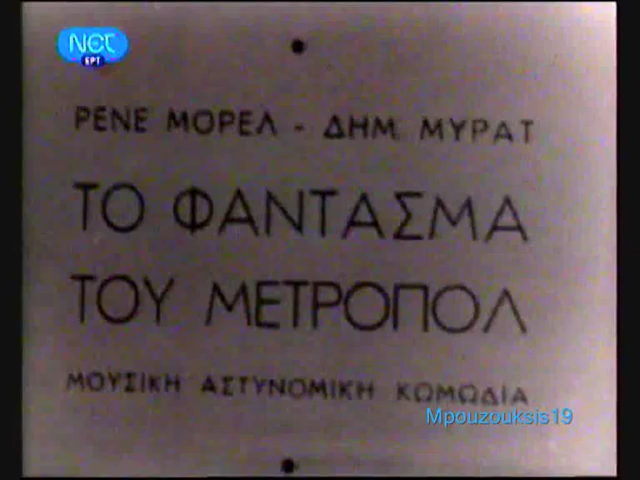 NET
ΕΡΤ
ΡΕΝΕ ΜΟΡΕΛ - ΔΗΜ. ΜΥΡΑΤ
ΤΟ ΦΑΝΤΑΣΜΑ
ΤΟΥ ΜΕΤΡΟΠΟΛ
ΜΟΥΣΙΚΗ ΑΣΤΥΝΟΜΙΚΗ ΚΩΜΩΔΙΑ
Mpouzouksis19